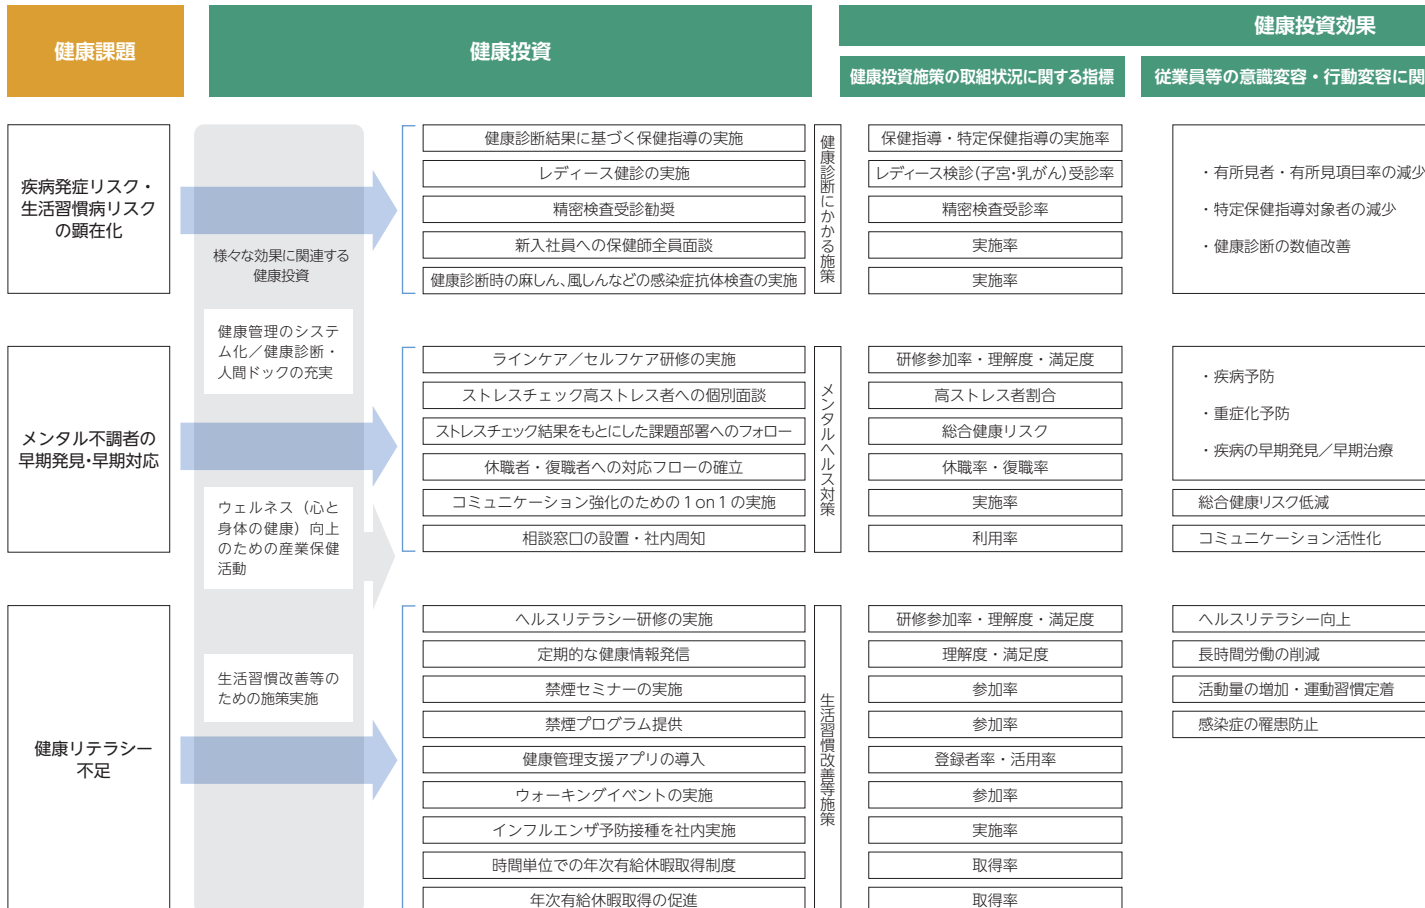 健康課題
健康投資
健康投資効果
健康投資施策の取組状況に関する指標
従業員等の意識変容・行動変容に関
疾病発症リスク・
生活習慣病リスク
の顕在化
様々な効果に関連する
健康投資
健康管理のシステ
ム化／健康診断・
人間ドックの充実
ウェルネス（心と
身体の健康）向上
のための産業保健
活動
生活習慣改善等の
ための施策実施
健康診断結果に基づく保健指導の実施
レディース健診の実施
精密検査受診勧奨
新入社員への保健師全員面談
健康診断時の麻しん、風しんなどの感染症抗体検査の実施
健康診断にかかる施策
保健指導・特定保健指導の実施率
レディース検診（子宮・乳がん）受診率
精密検査受診率
実施率
実施率
・有所見者・有所見項目率の減少
・特定保健指導対象者の減少
・健康診断の数値改善
メンタル不調者の
早期発見・早期対応
ラインケア／セルフケア研修の実施
ストレスチェック高ストレス者への個別面談
ストレスチェック結果をもとにした課題部署へのフォロー
休職者・復職者への対応フローの確立
コミュニケーション強化のための１on１の実施
相談窓口の設置・社内周知
メンタルヘルス対策
研修参加率・理解度・満足度
高ストレス者割合
総合健康リスク
休職率・復職率
実施率
利用率
・疾病予防
・重症化予防
・疾病の早期発見／早期治療
総合健康リスク低減
コミュニケーション活性化
健康リテラシー
不足
ヘルスリテラシー研修の実施
定期的な健康情報発信
禁煙セミナーの実施
禁煙プログラム提供
健康管理支援アプリの導入
ウォーキングイベントの実施
インフルエンザ予防接種を社内実施
時間単位での年次有給休暇取得制度
年次有給休暇取得の促進
生活習慣改善等施策
研修参加率・理解度・満足度
理解度・満足度
参加率
参加率
登録者率・活用率
参加率
実施率
取得率
取得率
ヘルスリテラシー向上
長時間労働の削減
活動量の増加・運動習慣定着
感染症の罹患防止